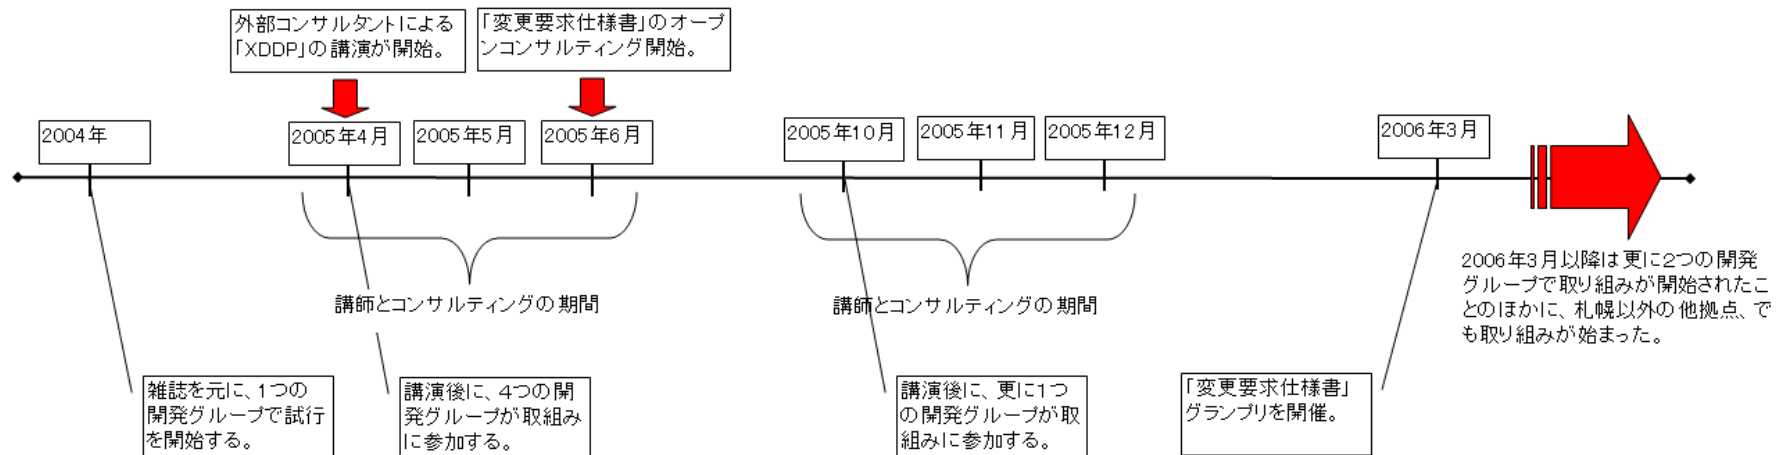 外部コンサルタントによる
「XDDP」の講演が開始。
「変更要求仕様書」のオープ
ンコンサルティング開始。
2004年
2005年4月
2005年5月
2005年6月
2005年10月
2005年11月
2005年12月
2006年3月
講師とコンサルティングの期間
講師とコンサルティングの期間
2006年3月以降は更に2つの開発
グループで取り組みが開始されたこ
とのほかに、札幌以外の他拠点、で
も取り組みが始まった。
雑誌を元に、1つの
開発グループで試行
を開始する。
講演後に、4つの開
発グループが取組み
に参加する。
講演後に、更に1つ
の開発グループが取
組みに参加する。
「変更要求仕様書」
グランプリを開催。